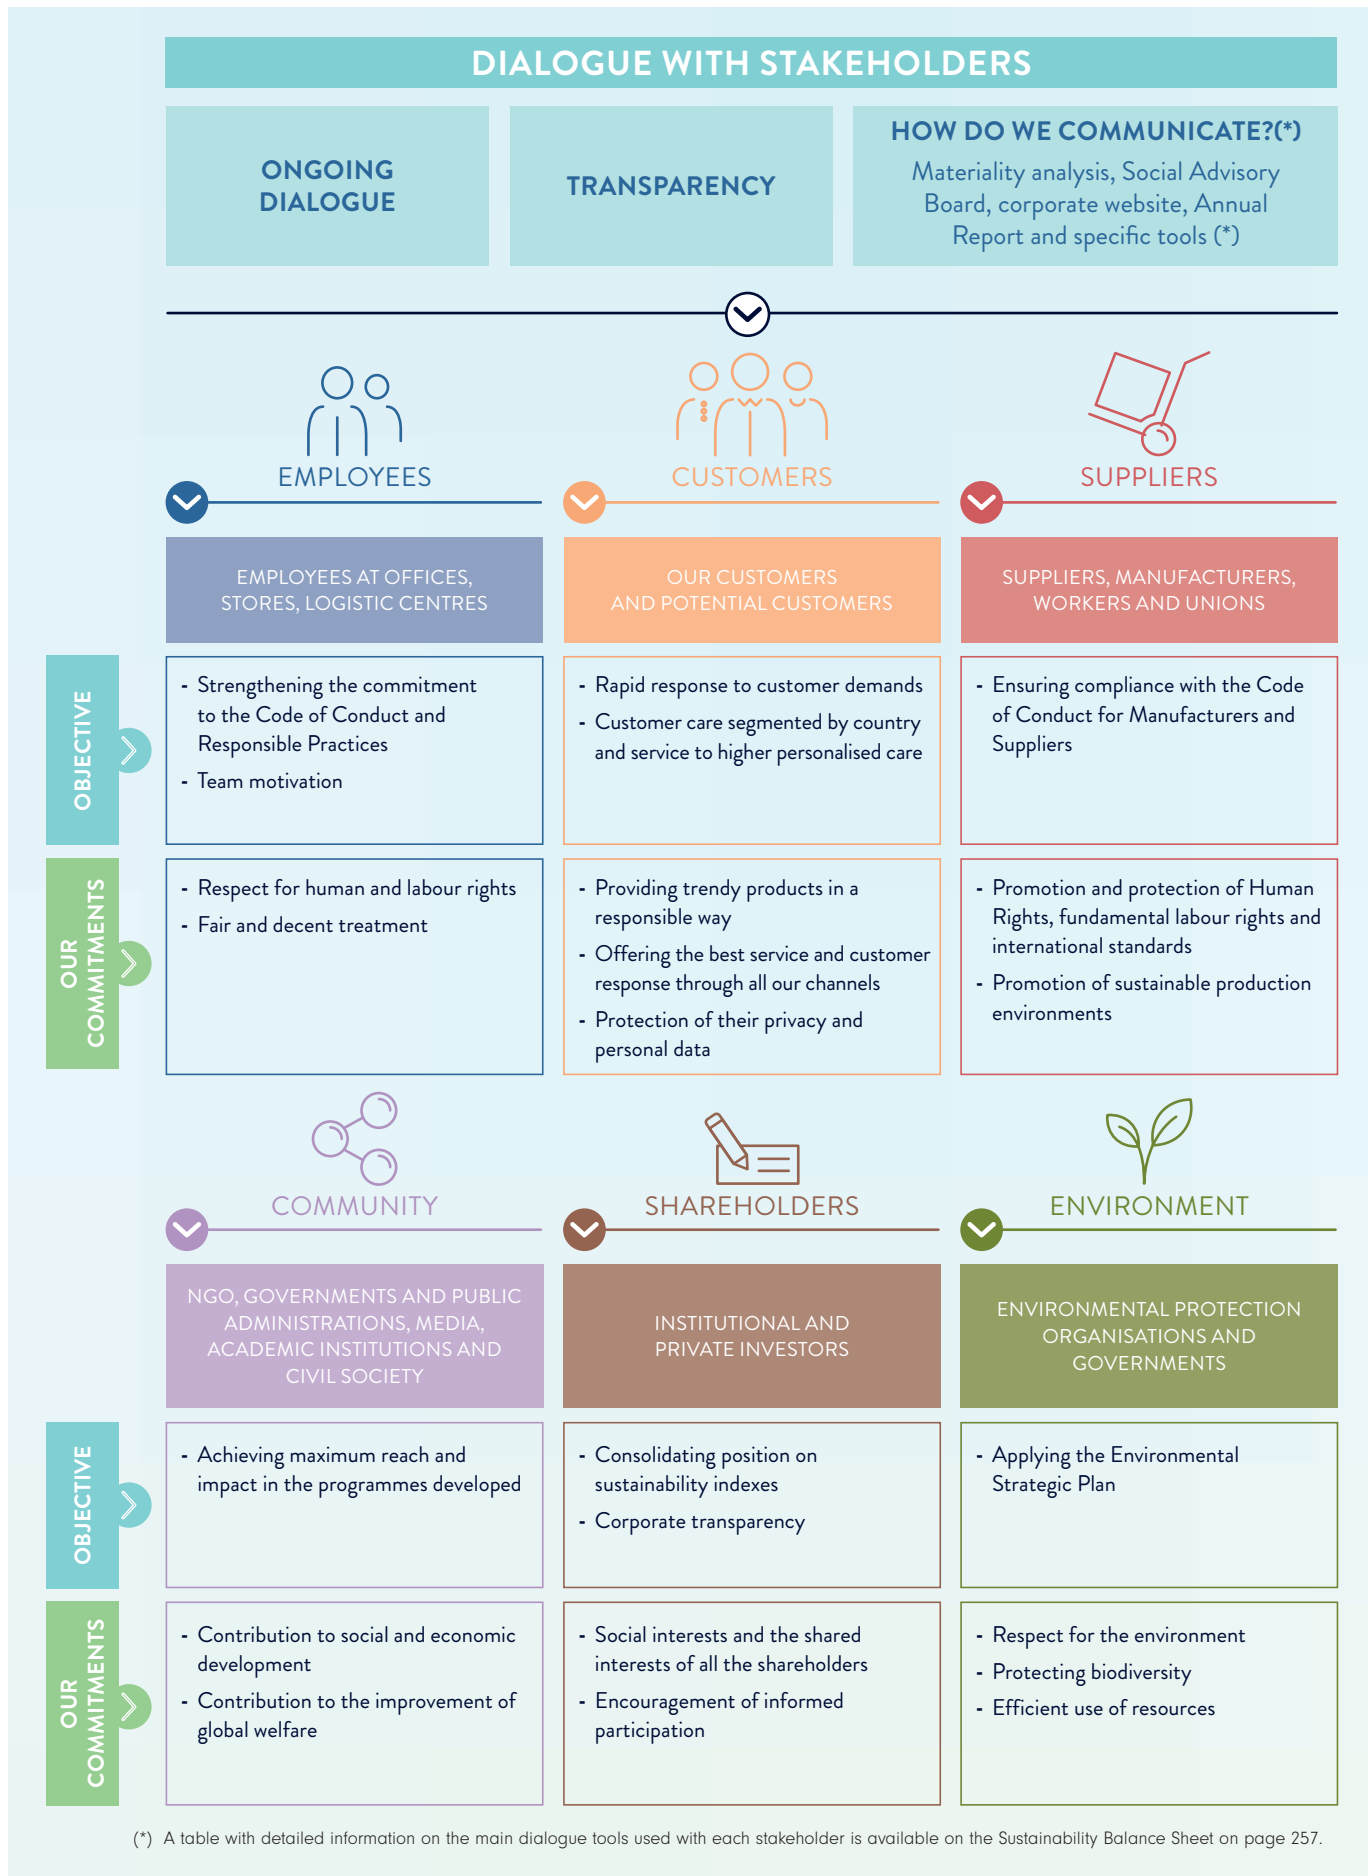 DIALOGUE WITH STAKEHOLDERS
ONGOING
DIALOGUE
TRANSPARENCY
HOW DO WE COMMUNICATE?(*)
Materiality analysis, Social Advisory
Board, corporate website, Annual
Report and specific tools (*)
EMPLOYEES
CUSTOMERS
SUPPLIERS
EMPLOYEES AT OFFICES,
STORES, LOGISTIC CENTRES
OUR CUSTOMERS
AND POTENTIAL CUSTOMERS
SUPPLIERS, MANUFACTURERS,
WORKERS AND UNIONS
OBJECTIVE
- Strengthening the commitment
to the Code of Conduct and
Responsible Practices
- Team motivation
- Rapid response to customer demands
- Customer care segmented by country
and service to higher personalised care
- Ensuring compliance with the Code
of Conduct for Manufacturers and
Suppliers
OUR
COMMITMENTS
- Respect for human and labour rights
- Fair and decent treatment
- Providing trendy products in a
responsible way
- Offering the best service and customer
response through all our channels
- Protection of their privacy and
personal data
- Promotion and protection of Human
Rights, fundamental labour rights and
international standards
- Promotion of sustainable production
environments
COMMUNITY
SHAREHOLDERS
ENVIRONMENT
NGO, GOVERNMENTS AND PUBLIC
ADMINISTRATIONS, MEDIA,
ACADEMIC INSTITUTIONS AND
CIVIL SOCIETY
INSTITUTIONAL AND
PRIVATE INVESTORS
ENVIRONMENTAL PROTECTION
ORGANISATIONS AND
GOVERNMENTS
OBJECTIVE
- Achieving maximum reach and
impact in the programmes developed
- Consolidating position on
sustainability indexes
- Corporate transparency
- Applying the Environmental
Strategic Plan
OUR
COMMITMENTS
- Contribution to social and economic
development
- Contribution to the improvement of
global welfare
- Social interests and the shared
interests of all the shareholders
- Encouragement of informed
participation
- Respect for the environment
- Protecting biodiversity
- Efficient use of resources
(*) A table with detailed information on the main dialogue tools used with each stakeholder is available on the Sustainability Balance Sheet on page 257.